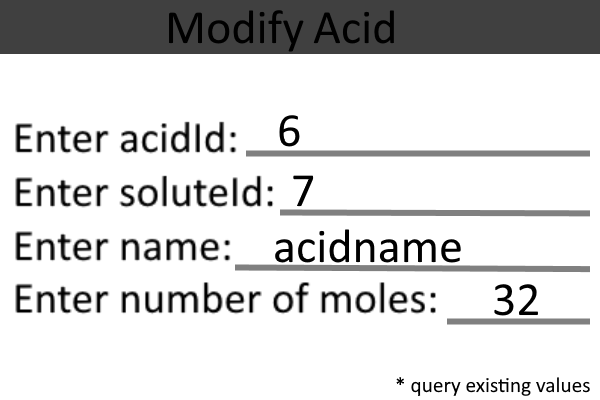 Modify Acid
Enter acidId: 6
Enter soluteId: 7
Enter name: acidname
Enter number of moles: 32
* query existing values